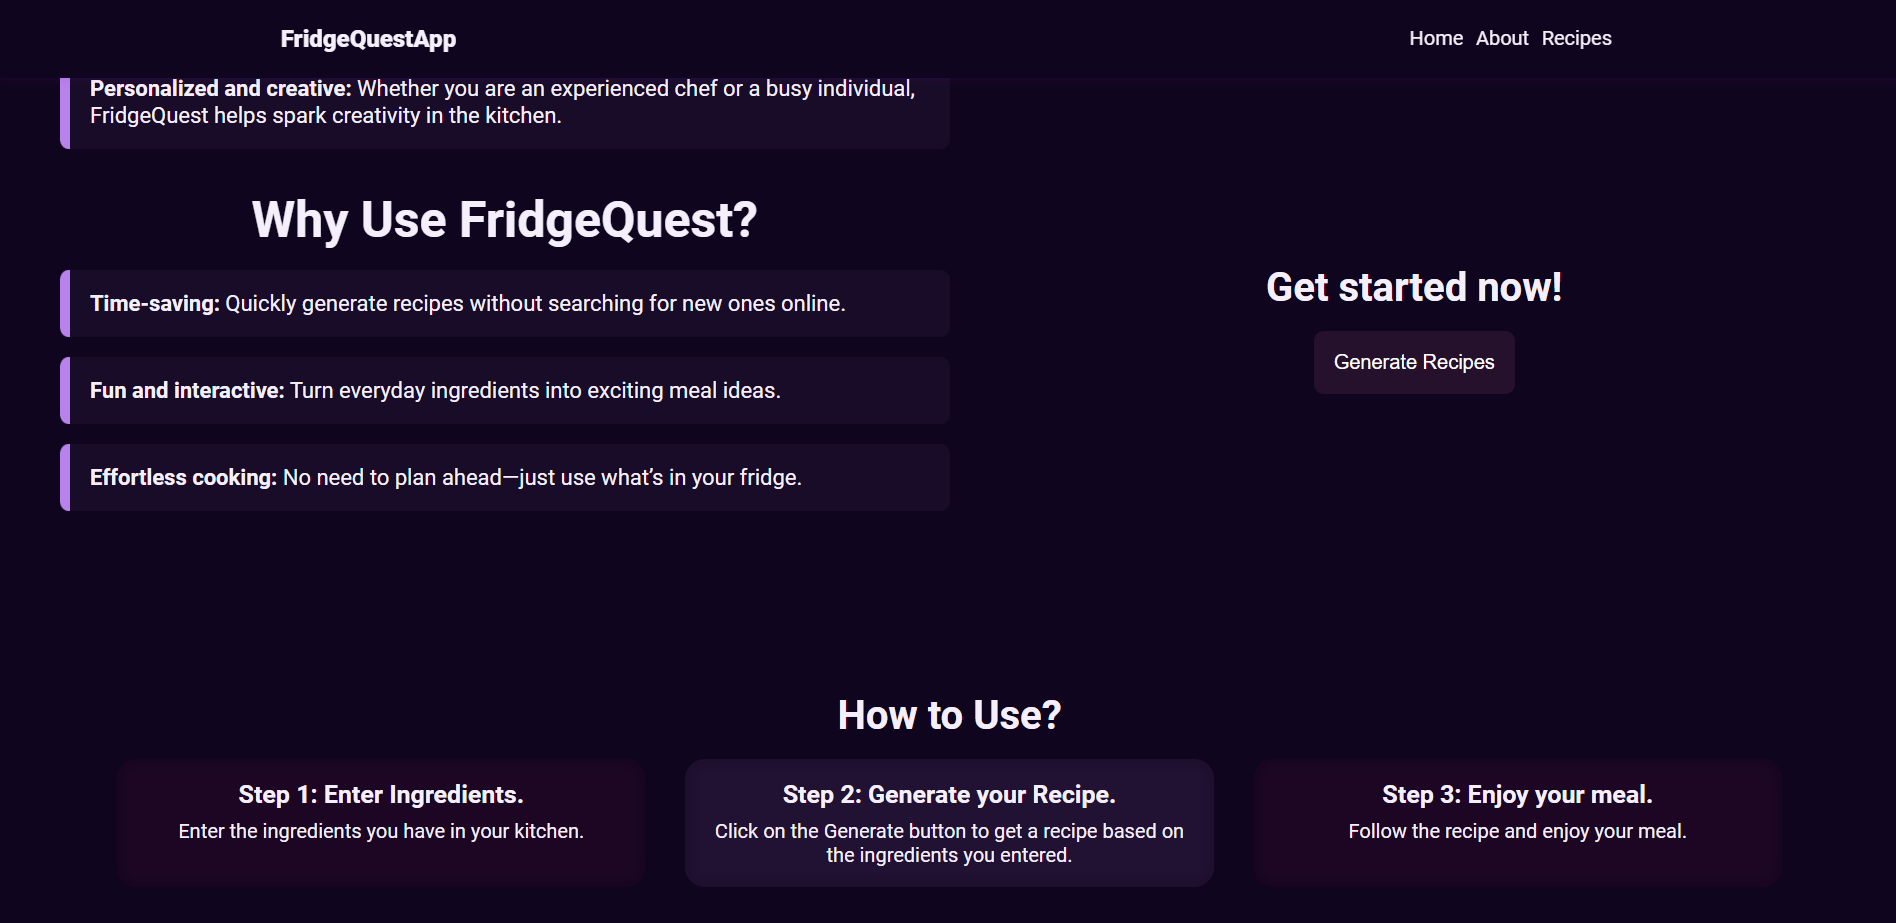 FridgeQuestApp
Home About Recipes
Personalized and creative: Whether you are an experienced chef or a busy individual,
FridgeQuest helps spark creativity in the kitchen.
Why Use FridgeQuest?
Time-saving: Quickly generate recipes without searching for new ones online.
Fun and interactive: Turn everyday ingredients into exciting meal ideas.
Effortless cooking: No need to plan ahead—just use what’s in your fridge.
Get started now!
Generate Recipes
How to Use?
Step 1: Enter Ingredients.
Enter the ingredients you have in your kitchen.
Step 2: Generate your Recipe.
Click on the Generate button to get a recipe based on
the ingredients you entered.
Step 3: Enjoy your meal.
Follow the recipe and enjoy your meal.